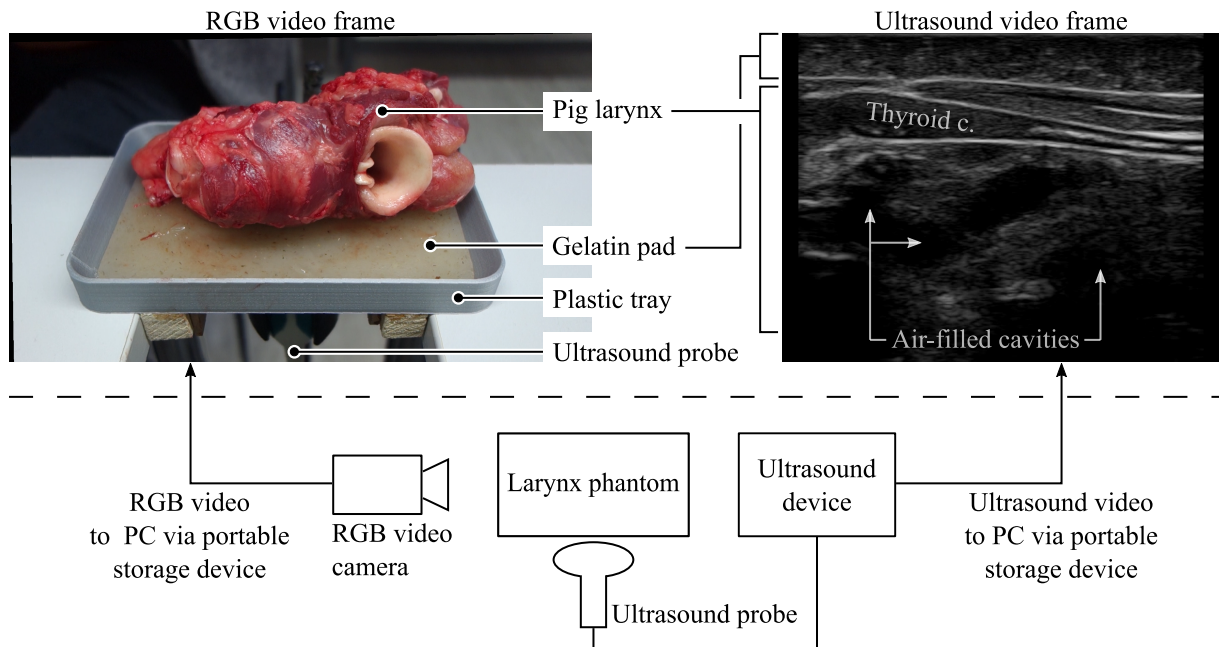 RGB video frame
Ultrasound video frame
Pig larynx
Thyroid c.
Gelatin pad
Plastic tray
Ultrasound probe
Air-filled cavities
RGB video
to PC via portable
storage device
RGB video
camera
Larynx phantom
Ultrasound probe
Ultrasound
device
Ultrasound video
to PC via portable
storage device